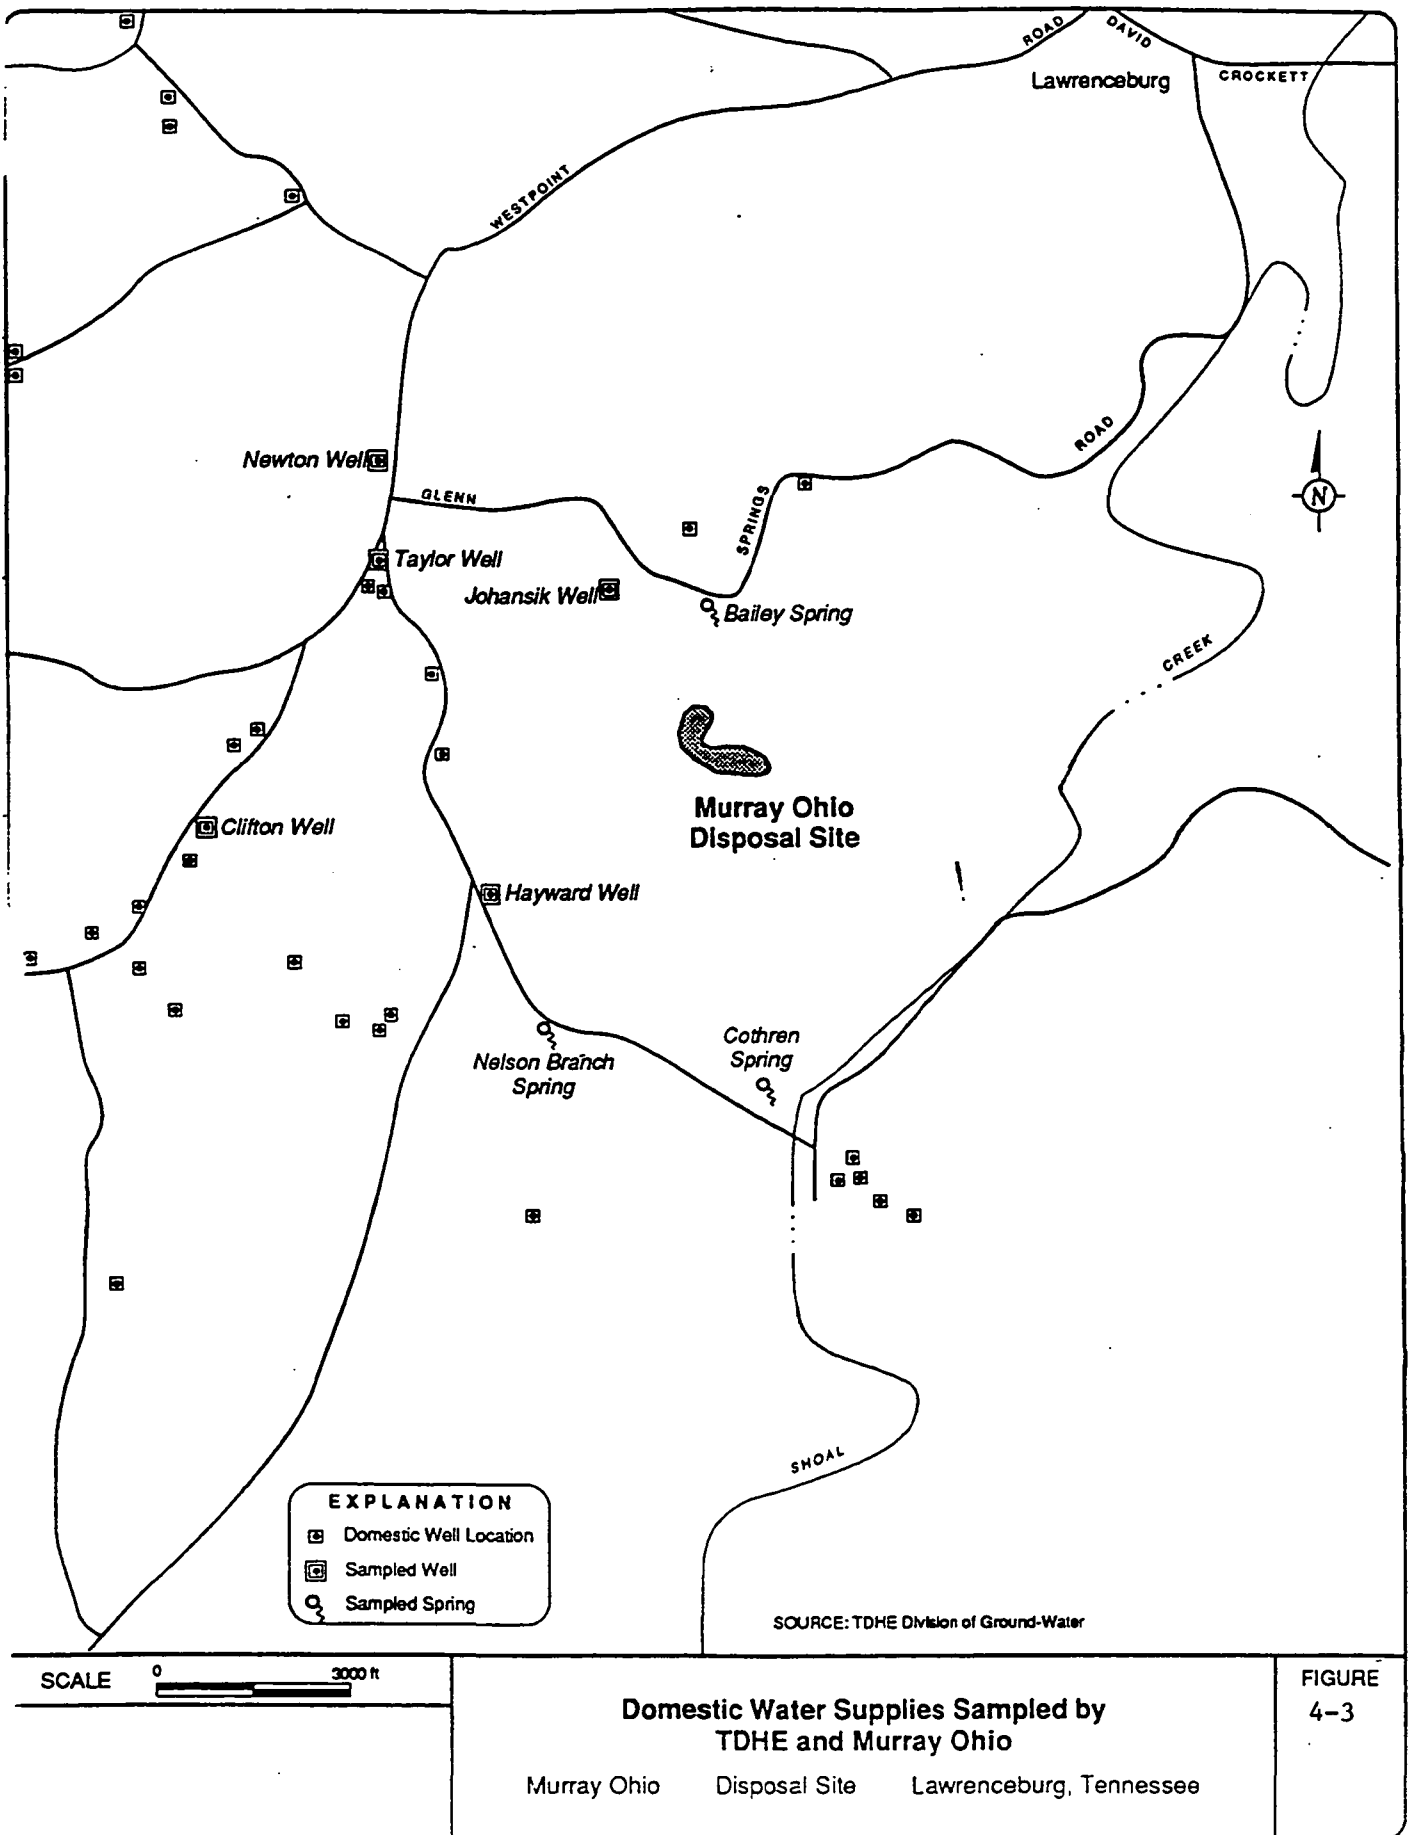 ROAD
DAVID
CROCKETT
Lawrenceburg
WESTPOINT
Newton Well
GLENN
SPRINGS
ROAD
N
Taylor Well
Johansik Well
Bailey Spring
CREEK
Murray Ohio
Disposal Site
Clifton Well
Hayward Well
Nelson Branch
Spring
Cothren
Spring
SHOAL
EXPLANATION
Domestic Well Location
Sampled Well
Sampled Spring
SOURCE: TDHE Division of Ground-Water
SCALE
0
3000 ft
Domestic Water Supplies Sampled by
TDHE and Murray Ohio
Murray Ohio Disposal Site Lawrenceburg, Tennessee
FIGURE
4-3